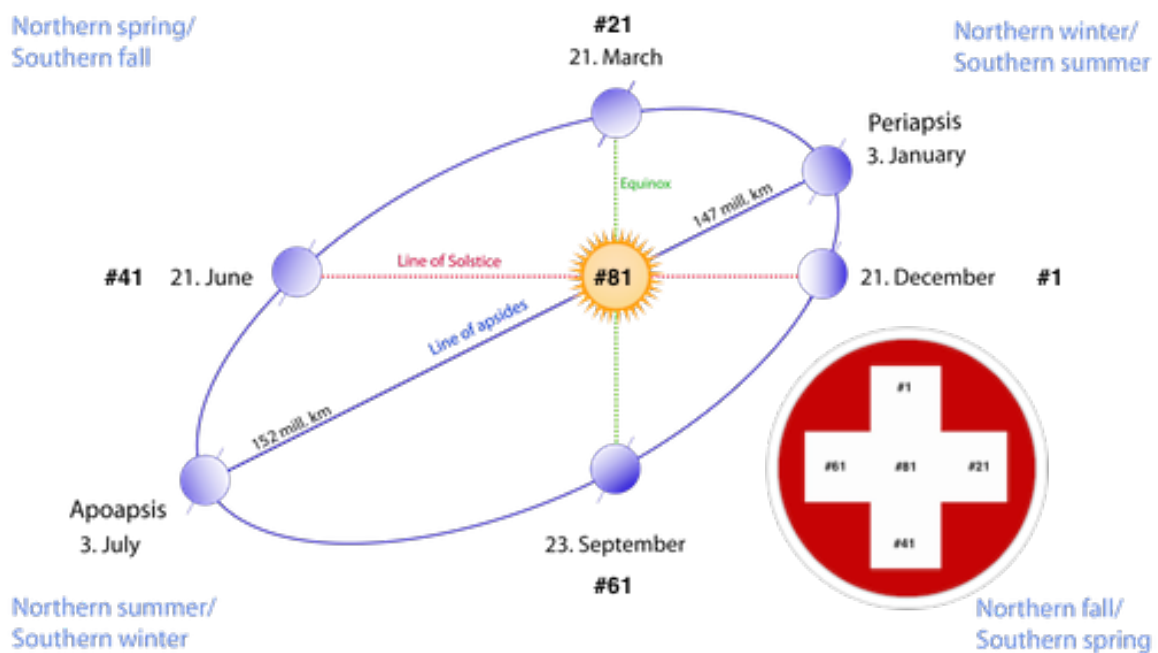 Northern spring/
Southern fall
#21
21. March
Northern winter/
Southern summer
Periapsis
3. January
Equinox
147 mill. km
#41 21. June
Line of Solstice
#81
21. December #1
Line of apsides
152 mill. km
Apoapsis
3. July
23. September
#61
#1
#61 #81 #21
#41
Northern summer/
Southern winter
Northern fall/
Southern spring